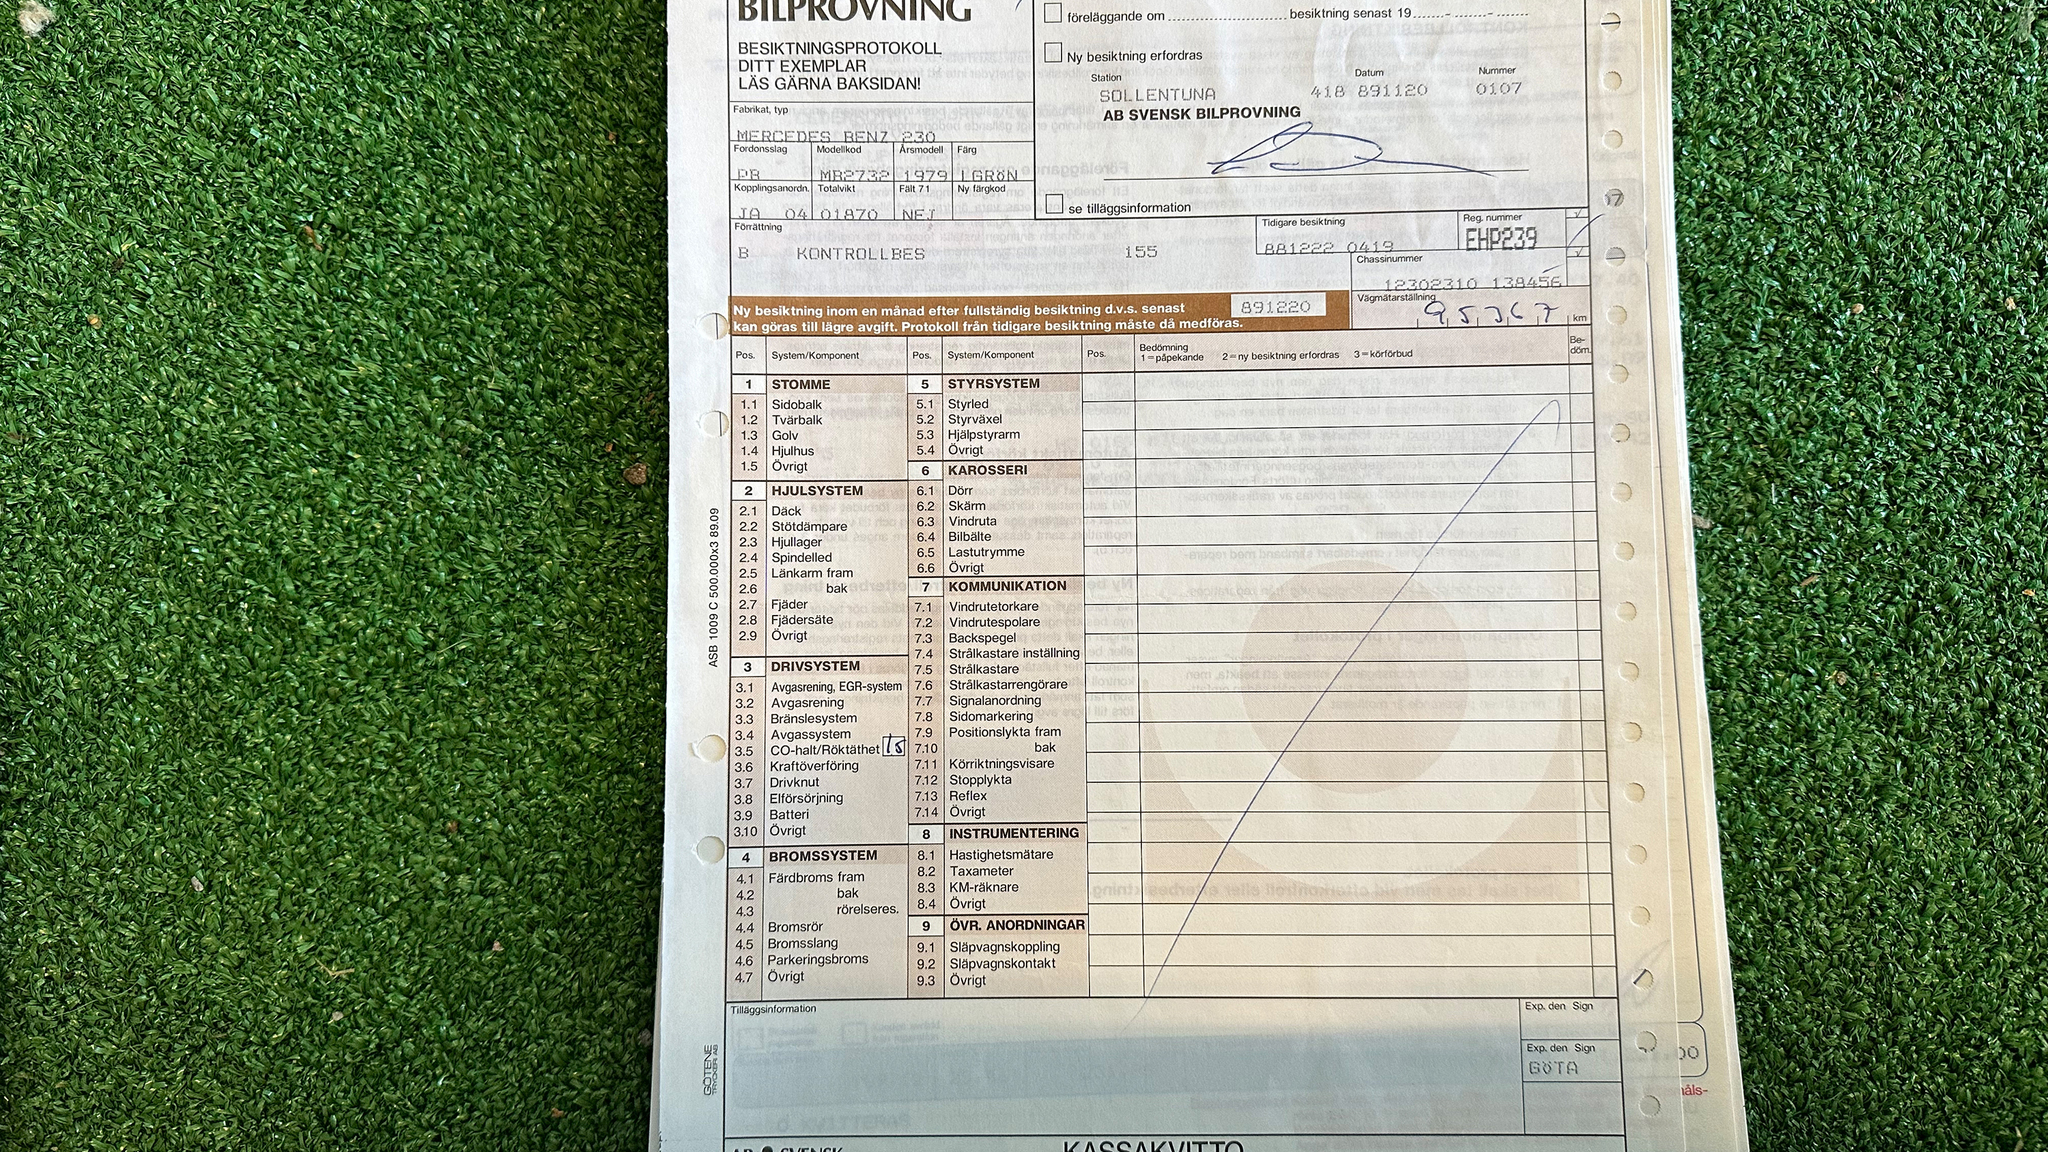 BILPROVNING
BESIKTNINGSPROTOKOLL
DITT EXEMPLAR
LÄS GÄRNA BAKSIDAN!
föreläggande om besiktning senast 19
Ny besiktning erfordras
Station Datum Nummer
SOLLENTUNA 418 891120 0107
AB SVENSK BILPROVNING
se tilläggsinformation
Fabrikat, typ
MERCEDES BENZ 230
Fordonsslag Modellkod Årsmodell Färg
PB MB2732 1979 LGRÖN
Kopplingsanordn. Totalvikt Fält 71 Ny färgkod
JA 04 01870 NEJ
Förrättning
B KONTROLLBES 155
Tidigare besiktning
881222 0419
Reg. nummer
EHP239
Chassinummer
12302310 138456
Ny besiktning inom en månad efter fullständig besiktning d.v.s. senast 891220
kan göras till lägre avgift. Protokoll från tidigare besiktning måste då medföras.
Vägmätarställning
95367 km
Pos. System/Komponent Pos. System/Komponent Pos. Bedömning
1=påpekande 2=ny besiktning erfordras 3=körförbud
Be-
döm.
1 STOMME
1.1 Sidobalk
1.2 Tvärbalk
1.3 Golv
1.4 Hjulhus
1.5 Övrigt
2 HJULSYSTEM
2.1 Däck
2.2 Stötdämpare
2.3 Hjullager
2.4 Spindelled
2.5 Länkarm fram
2.6 bak
2.7 Fjäder
2.8 Fjädersäte
2.9 Övrigt
3 DRIVSYSTEM
3.1 Avgasrening, EGR-system
3.2 Avgasrening
3.3 Bränslesystem
3.4 Avgassystem
3.5 CO-halt/Röktäthet
3.6 Kraftöverföring
3.7 Drivknut
3.8 Elförsörjning
3.9 Batteri
3.10 Övrigt
4 BROMSSYSTEM
4.1 Färdbroms fram
4.2 bak
4.3 rörelseres.
4.4 Bromsrör
4.5 Bromsslang
4.6 Parkeringsbroms
4.7 Övrigt
5 STYRSYSTEM
5.1 Styrled
5.2 Styrväxel
5.3 Hjälpstyrarm
5.4 Övrigt
6 KAROSSERI
6.1 Dörr
6.2 Skärm
6.3 Vindruta
6.4 Bilbälte
6.5 Lastutrymme
6.6 Övrigt
7 KOMMUNIKATION
7.1 Vindrutetorkare
7.2 Vindrutespolare
7.3 Backspegel
7.4 Strålkastare inställning
7.5 Strålkastare
7.6 Strålkastarrengörare
7.7 Signalanordning
7.8 Sidomarkering
7.9 Positionslykta fram
7.10 bak
7.11 Körriktningsvisare
7.12 Stopplykta
7.13 Reflex
7.14 Övrigt
8 INSTRUMENTERING
8.1 Hastighetsmätare
8.2 Taxameter
8.3 KM-räknare
8.4 Övrigt
9 ÖVR. ANORDNINGAR
9.1 Släpvagnskoppling
9.2 Släpvagnskontakt
9.3 Övrigt
ASB 1009 C 500.000x3 89.09
Tilläggsinformation
Exp. den Sign
Exp. den Sign
GÖTA
GÖTENE
TRYCKERI AB
AB SVENSK
KASSAKVITTO